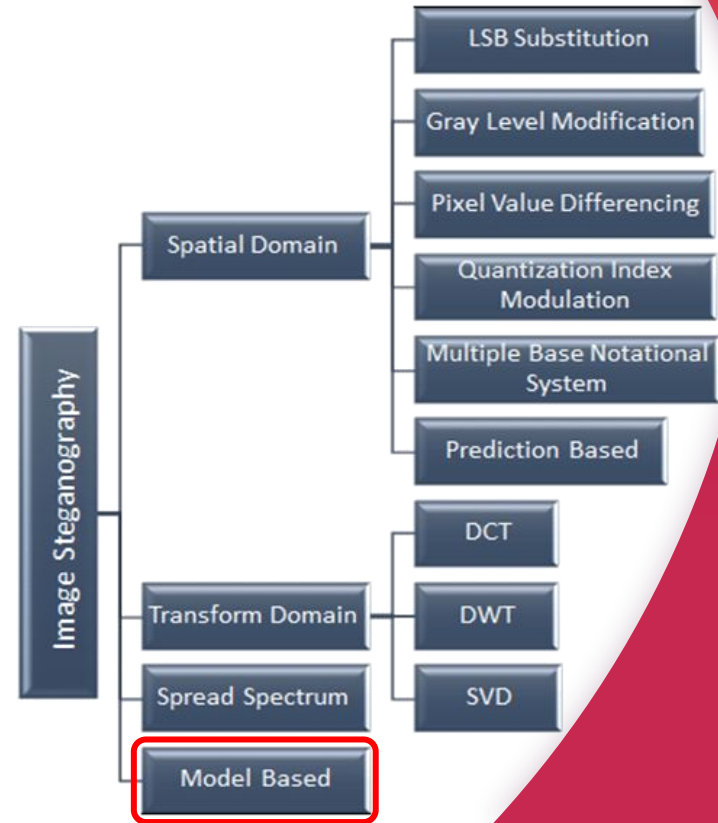 Image Steganography
Spatial Domain
LSB Substitution
Gray Level Modification
Pixel Value Differencing
Quantization Index
Modulation
Multiple Base Notational
System
Prediction Based
Transform Domain
DCT
DWT
SVD
Spread Spectrum
Model Based